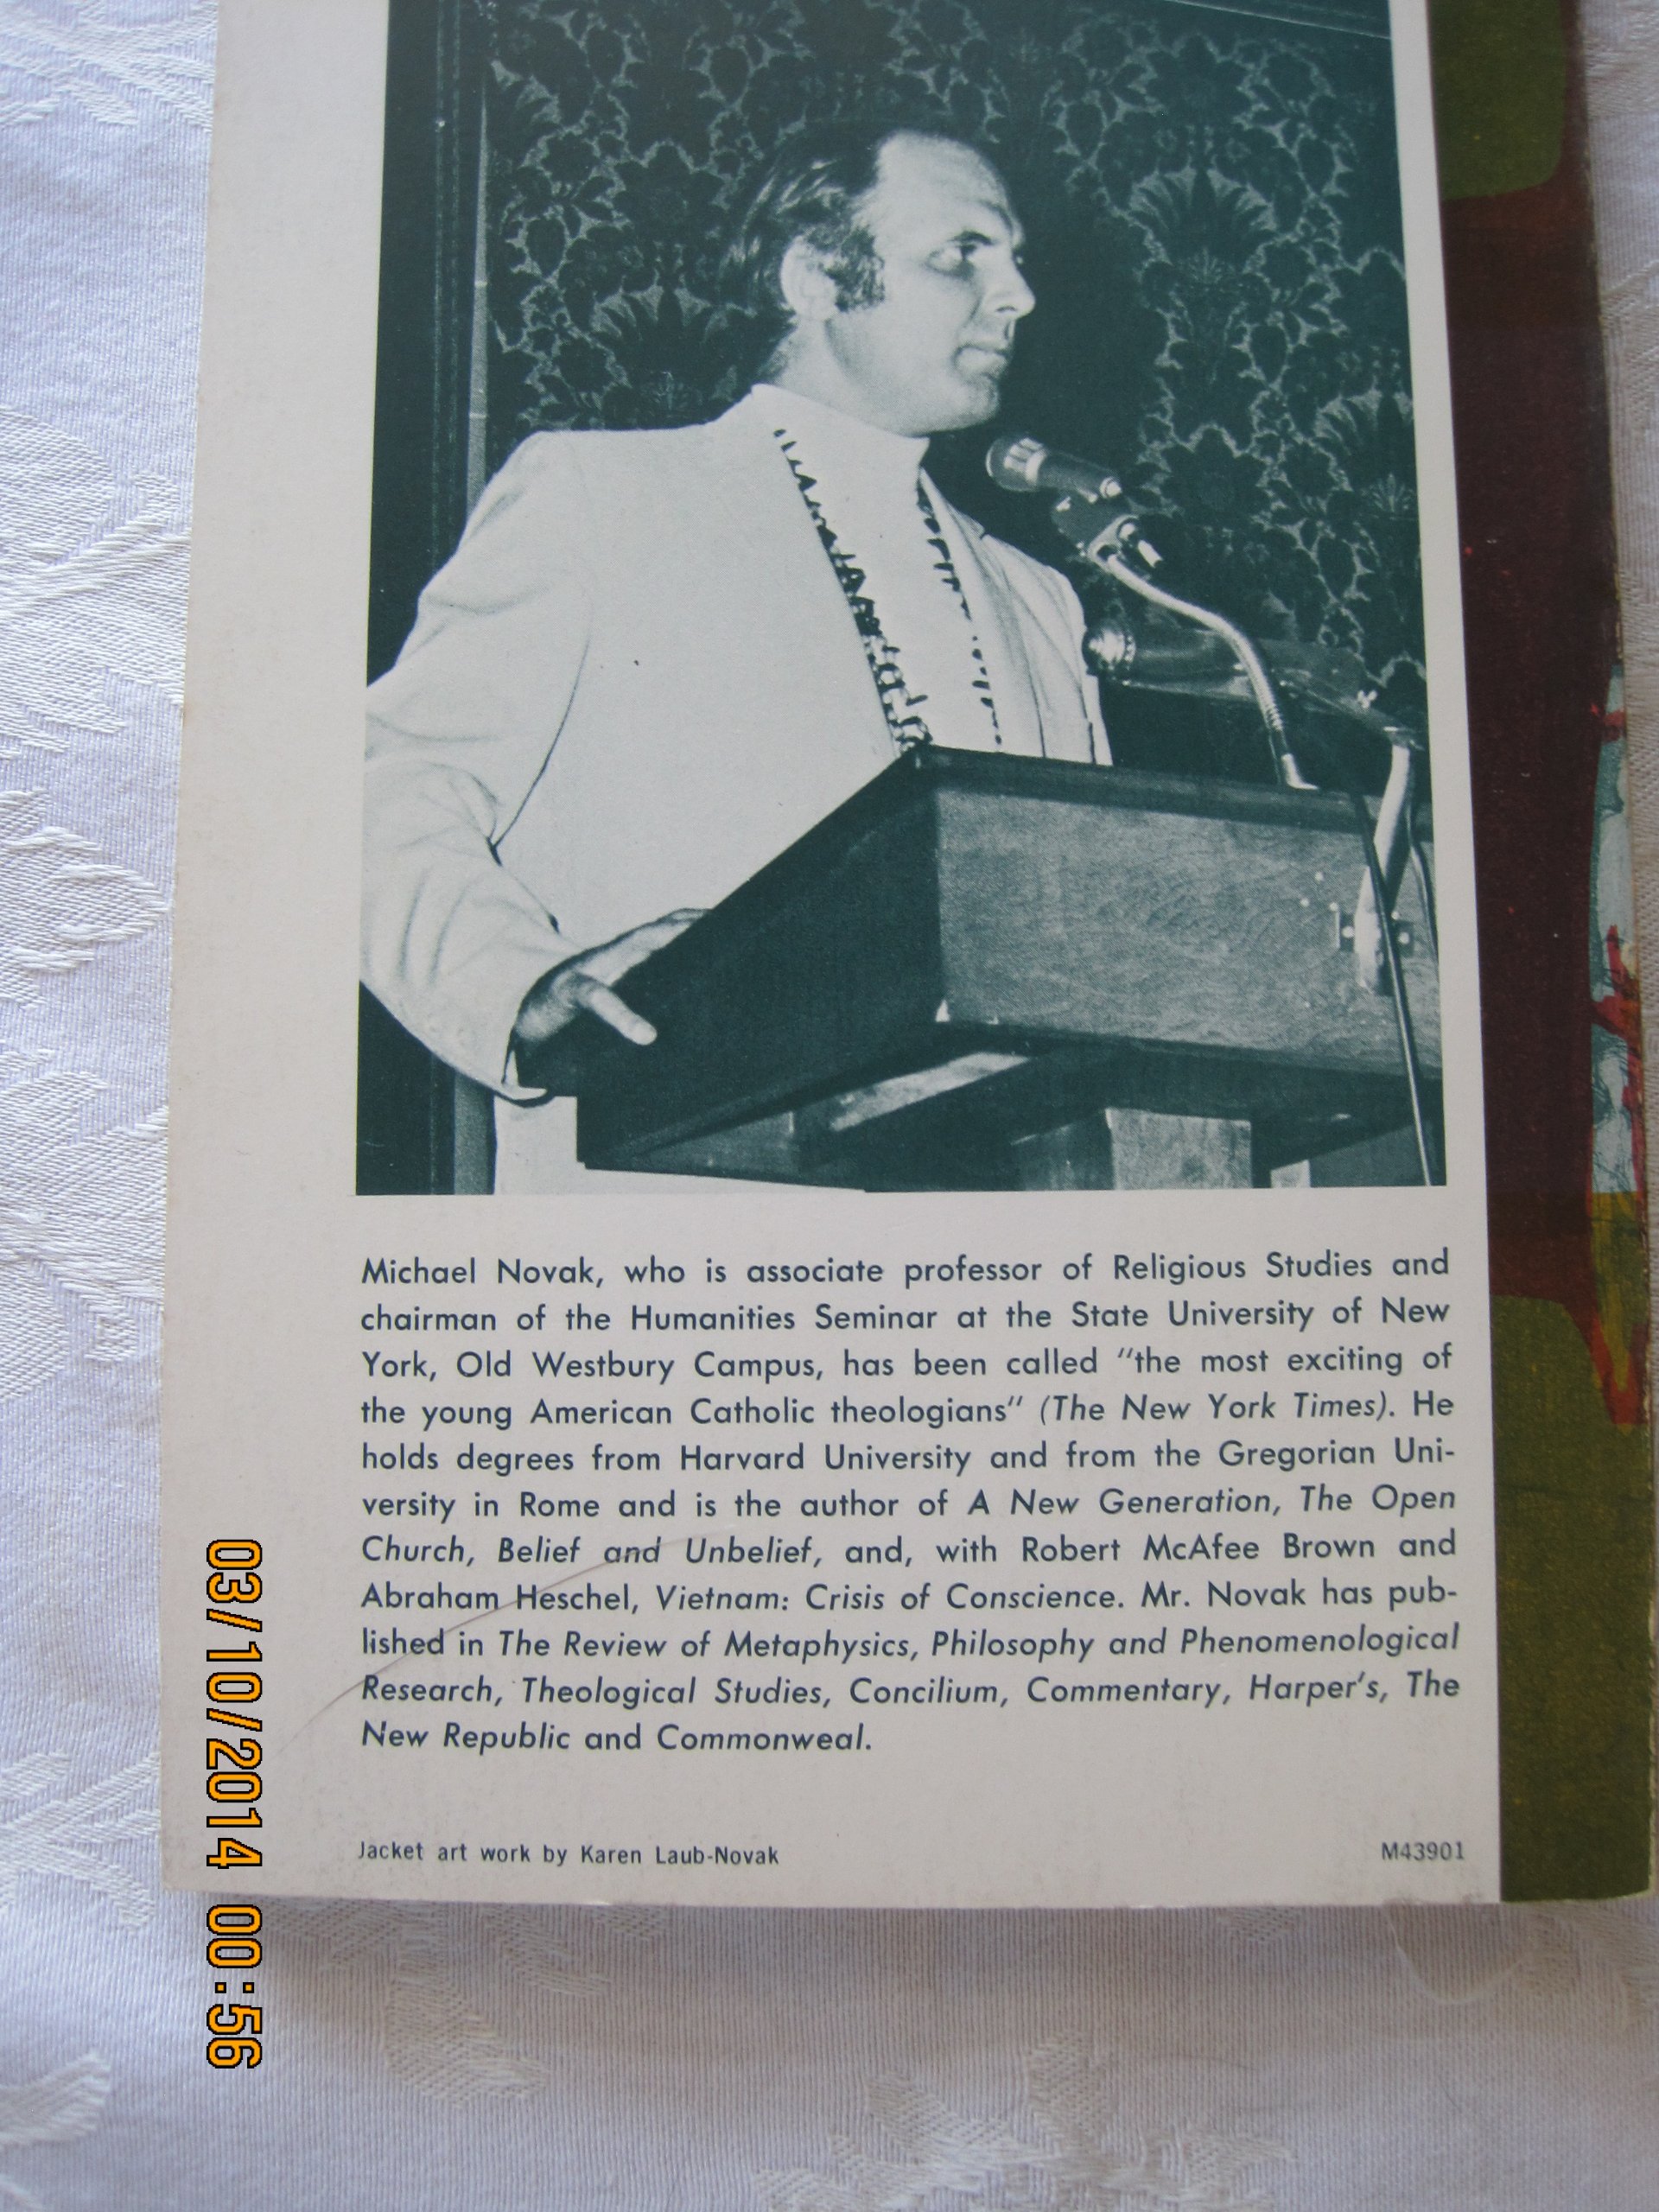 Michael Novak, who is associate professor of Religious Studies and
chairman of the Humanities Seminar at the State University of New
York, Old Westbury Campus, has been called "the most exciting of
the young American Catholic theologians" (The New York Times). He
holds degrees from Harvard University and from the Gregorian Uni-
versity in Rome and is the author of A New Generation, The Open
Church, Belief and Unbelief, and, with Robert McAfee Brown and
Abraham Heschel, Vietnam: Crisis of Conscience. Mr. Novak has pub-
lished in The Review of Metaphysics, Philosophy and Phenomenological
Research, Theological Studies, Concilium, Commentary, Harper's, The
New Republic and Commonweal.
Jacket art work by Karen Laub-Novak
M43901
03/10/2014 00:56